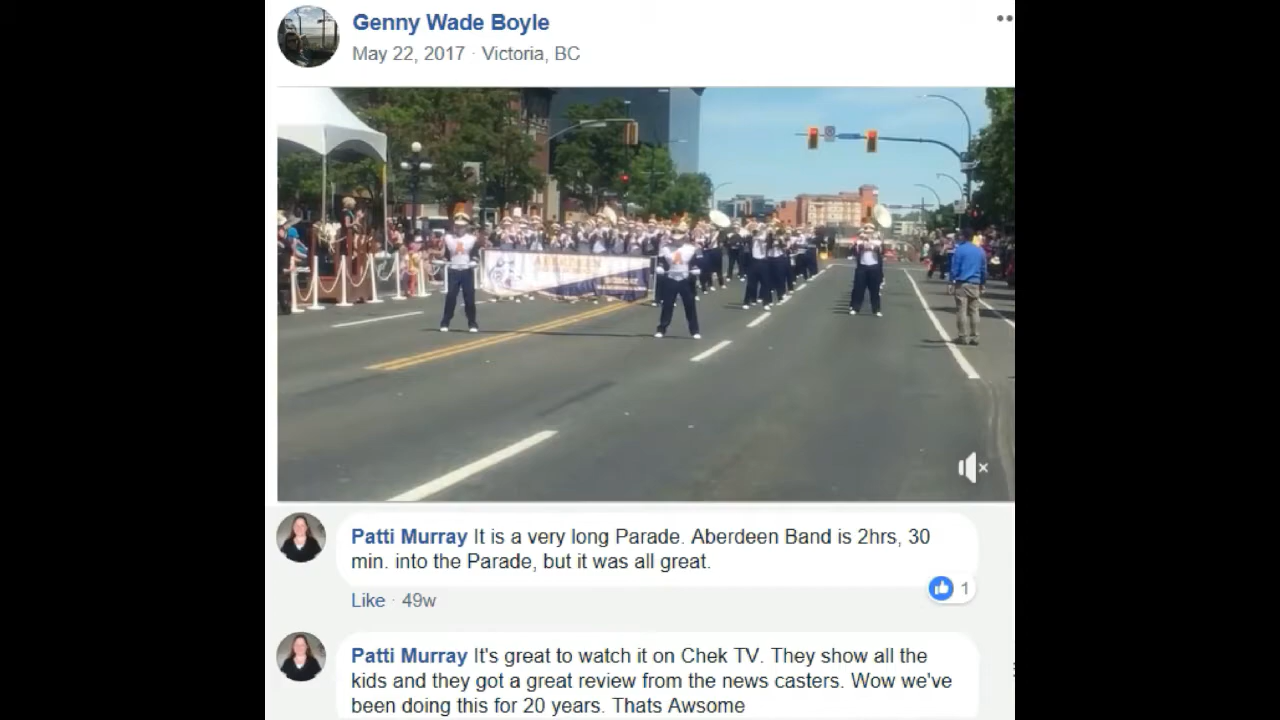 Genny Wade Boyle
May 22, 2017 · Victoria, BC
ABERDEEN
BOBCAT
Patti Murray It is a very long Parade. Aberdeen Band is 2hrs, 30
min. into the Parade, but it was all great.
1
Like · 49w
Patti Murray It's great to watch it on Chek TV. They show all the
kids and they got a great review from the news casters. Wow we've
been doing this for 20 years. Thats Awsome